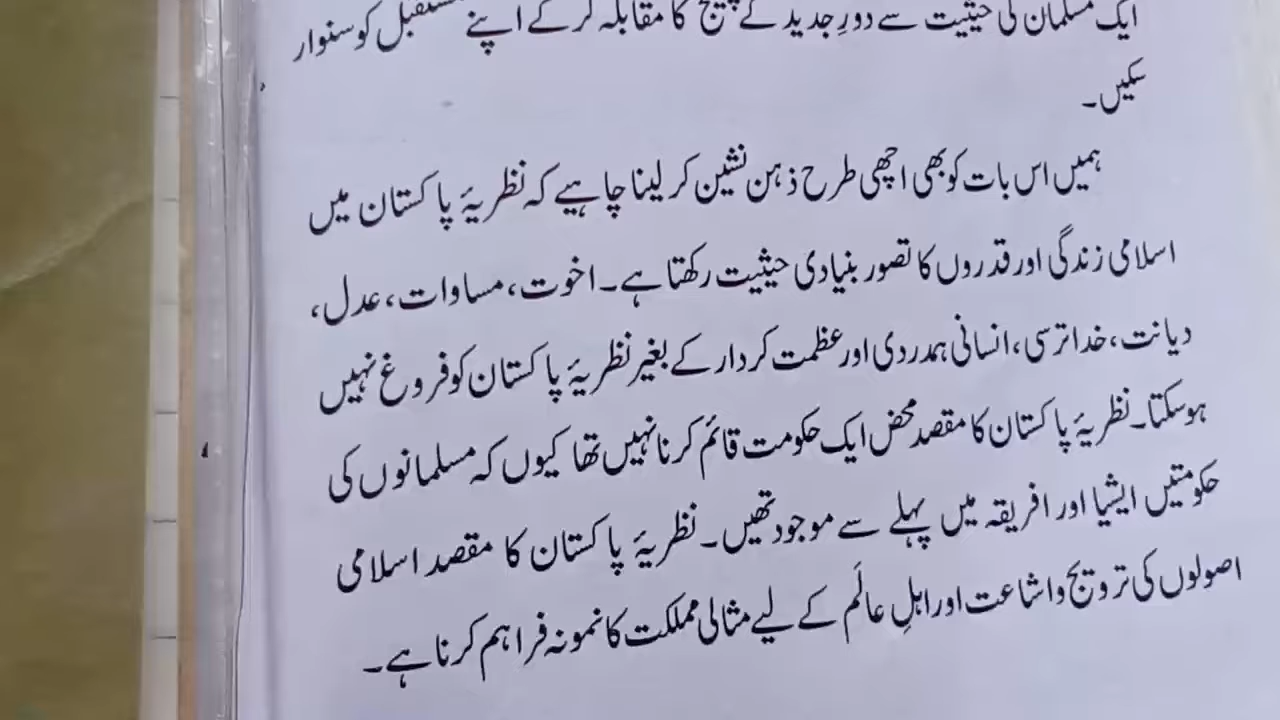 ایک مسلمان کی حیثیت سے دورِ جدید کے چیلنج کا مقابلہ کر کے اپنے مستقبل کو سنوار
سکیں۔
ہمیں اس بات کو بھی اچھی طرح ذہن نشین کر لینا چاہیے کہ نظریۂ پاکستان میں
اسلامی زندگی اور قدروں کا تصور بنیادی حیثیت رکھتا ہے۔ اخوت، مساوات، عدل،
دیانت، خدا ترسی، انسانی ہمدردی اور عظمت کردار کے بغیر نظریۂ پاکستان کو فروغ نہیں
ہوسکتا۔ نظریۂ پاکستان کا مقصد محض ایک حکومت قائم کرنا نہیں تھا کیوں کہ مسلمانوں کی
حکومتیں ایشیا اور افریقہ میں پہلے سے موجود تھیں۔ نظریۂ پاکستان کا مقصد اسلامی
اصولوں کی ترویج و اشاعت اور اہلِ عالَم کے لیے مثالی مملکت کا نمونہ فراہم کرنا ہے۔